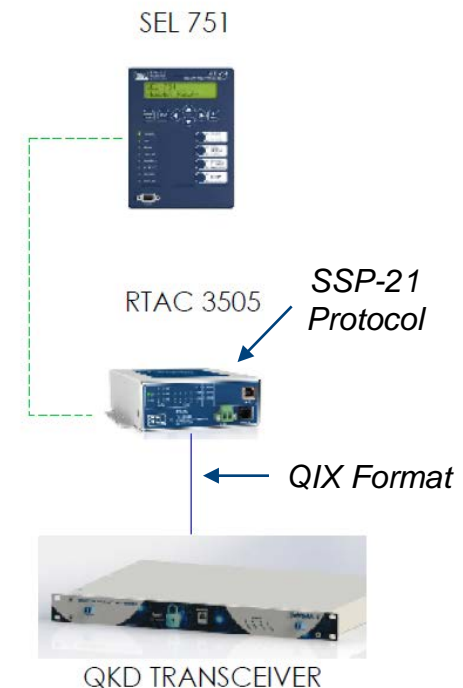 SEL 751
RTAC 3505
SSP-21
Protocol
QIX Format
QKD TRANSCEIVER